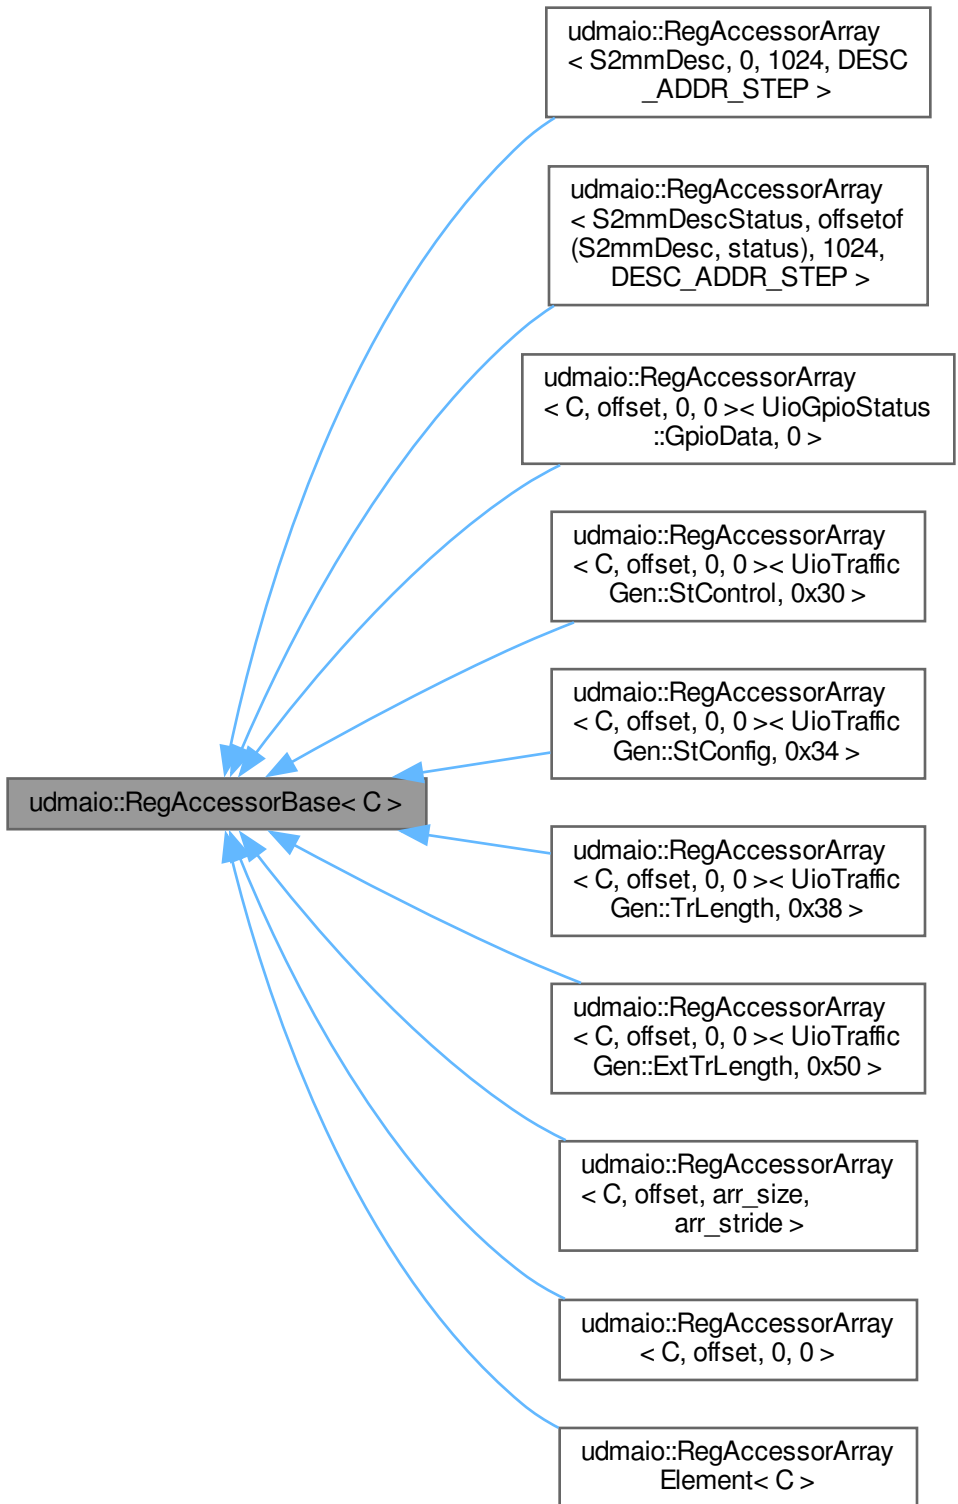 udmaio::RegAccessorArray
< S2mmDesc, 0, 1024, DESC
_ADDR_STEP >
udmaio::RegAccessorArray
< S2mmDescStatus, offsetof
(S2mmDesc, status), 1024,
DESC_ADDR_STEP >
udmaio::RegAccessorArray
< C, offset, 0, 0 >< UioGpioStatus
::GpioData, 0 >
udmaio::RegAccessorArray
< C, offset, 0, 0 >< UioTraffic
Gen::StControl, 0x30 >
udmaio::RegAccessorArray
< C, offset, 0, 0 >< UioTraffic
Gen::StConfig, 0x34 >
udmaio::RegAccessorBase< C >
udmaio::RegAccessorArray
< C, offset, 0, 0 >< UioTraffic
Gen::TrLength, 0x38 >
udmaio::RegAccessorArray
< C, offset, 0, 0 >< UioTraffic
Gen::ExtTrLength, 0x50 >
udmaio::RegAccessorArray
< C, offset, arr_size,
arr_stride >
udmaio::RegAccessorArray
< C, offset, 0, 0 >
udmaio::RegAccessorArray
Element< C >